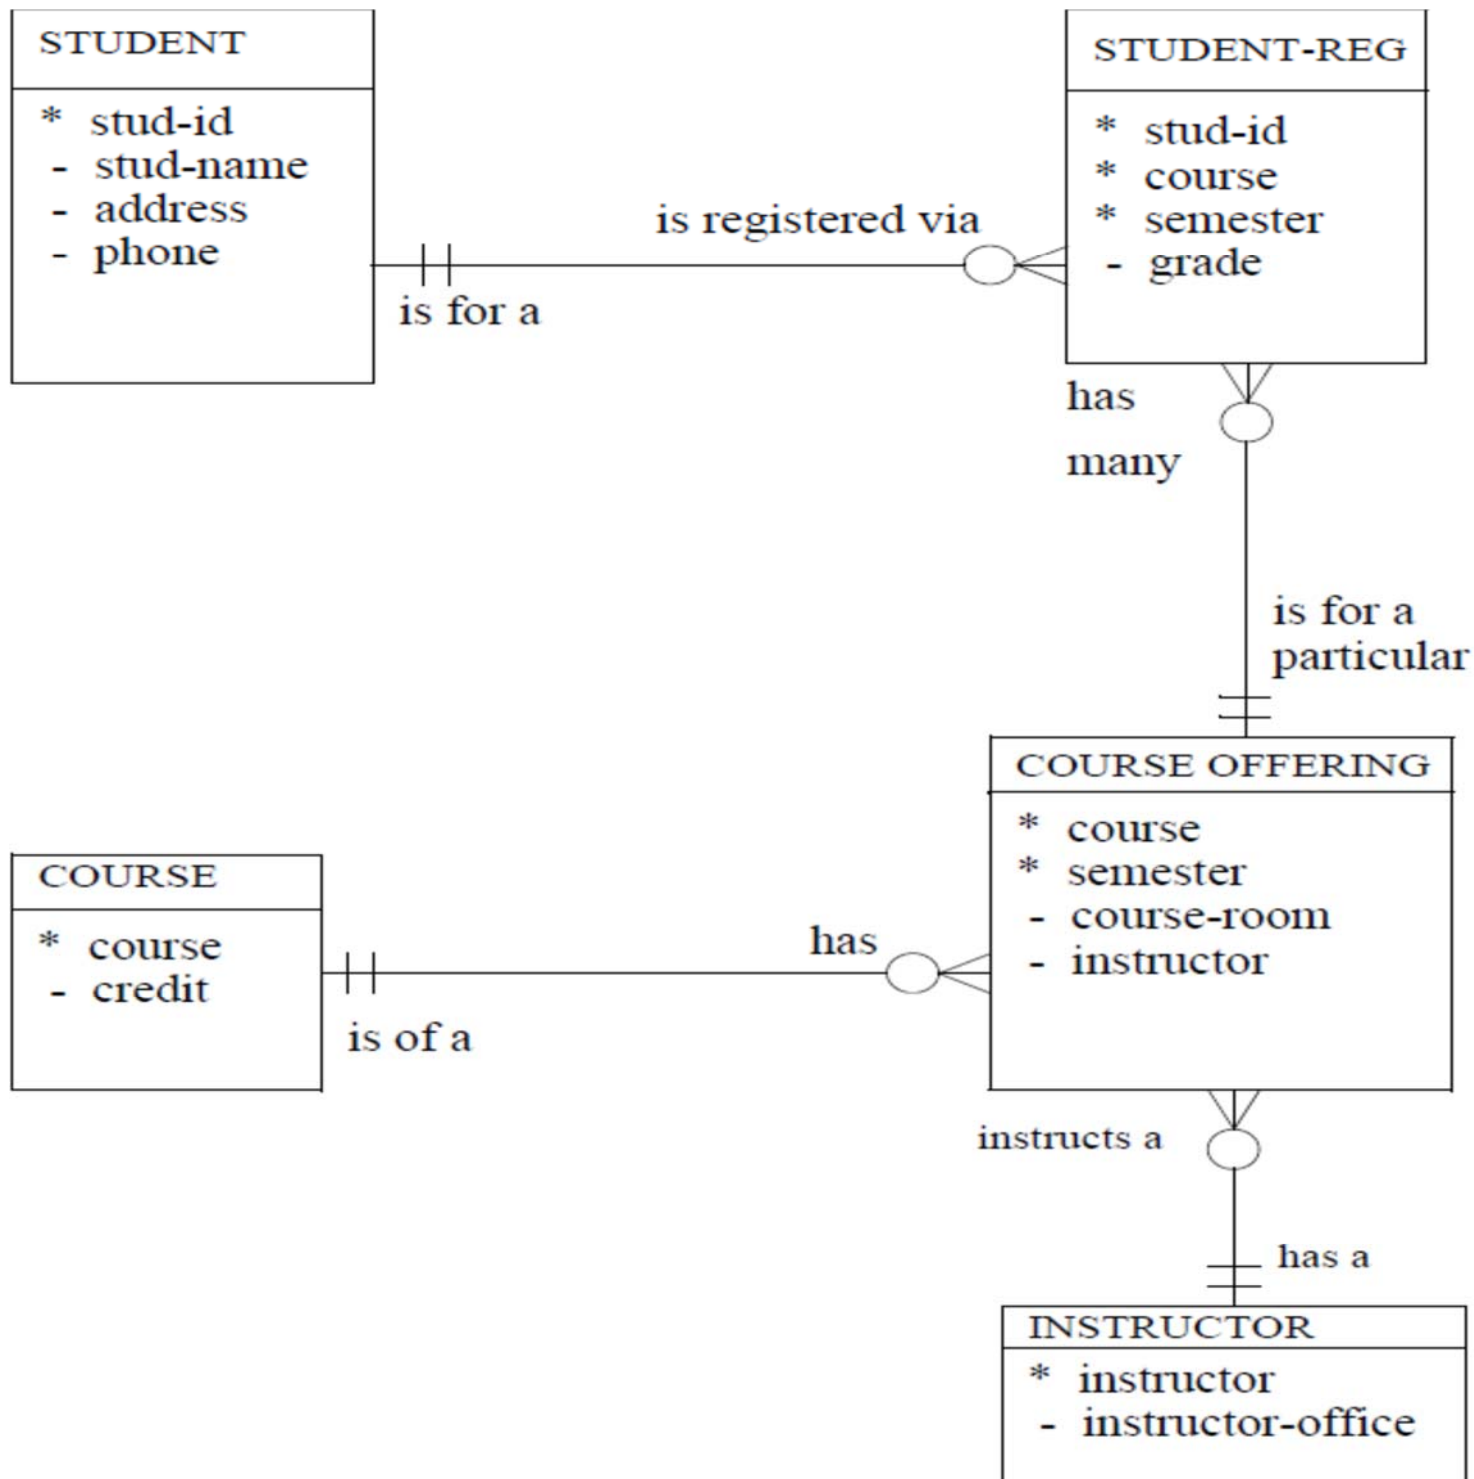 STUDENT
* stud-id
- stud-name
- address
- phone
is for a
is registered via
STUDENT-REG
* stud-id
* course
* semester
- grade
has
many
is for a
particular
COURSE OFFERING
* course
* semester
- course-room
- instructor
COURSE
* course
- credit
is of a
has
instructs a
has a
INSTRUCTOR
* instructor
- instructor-office